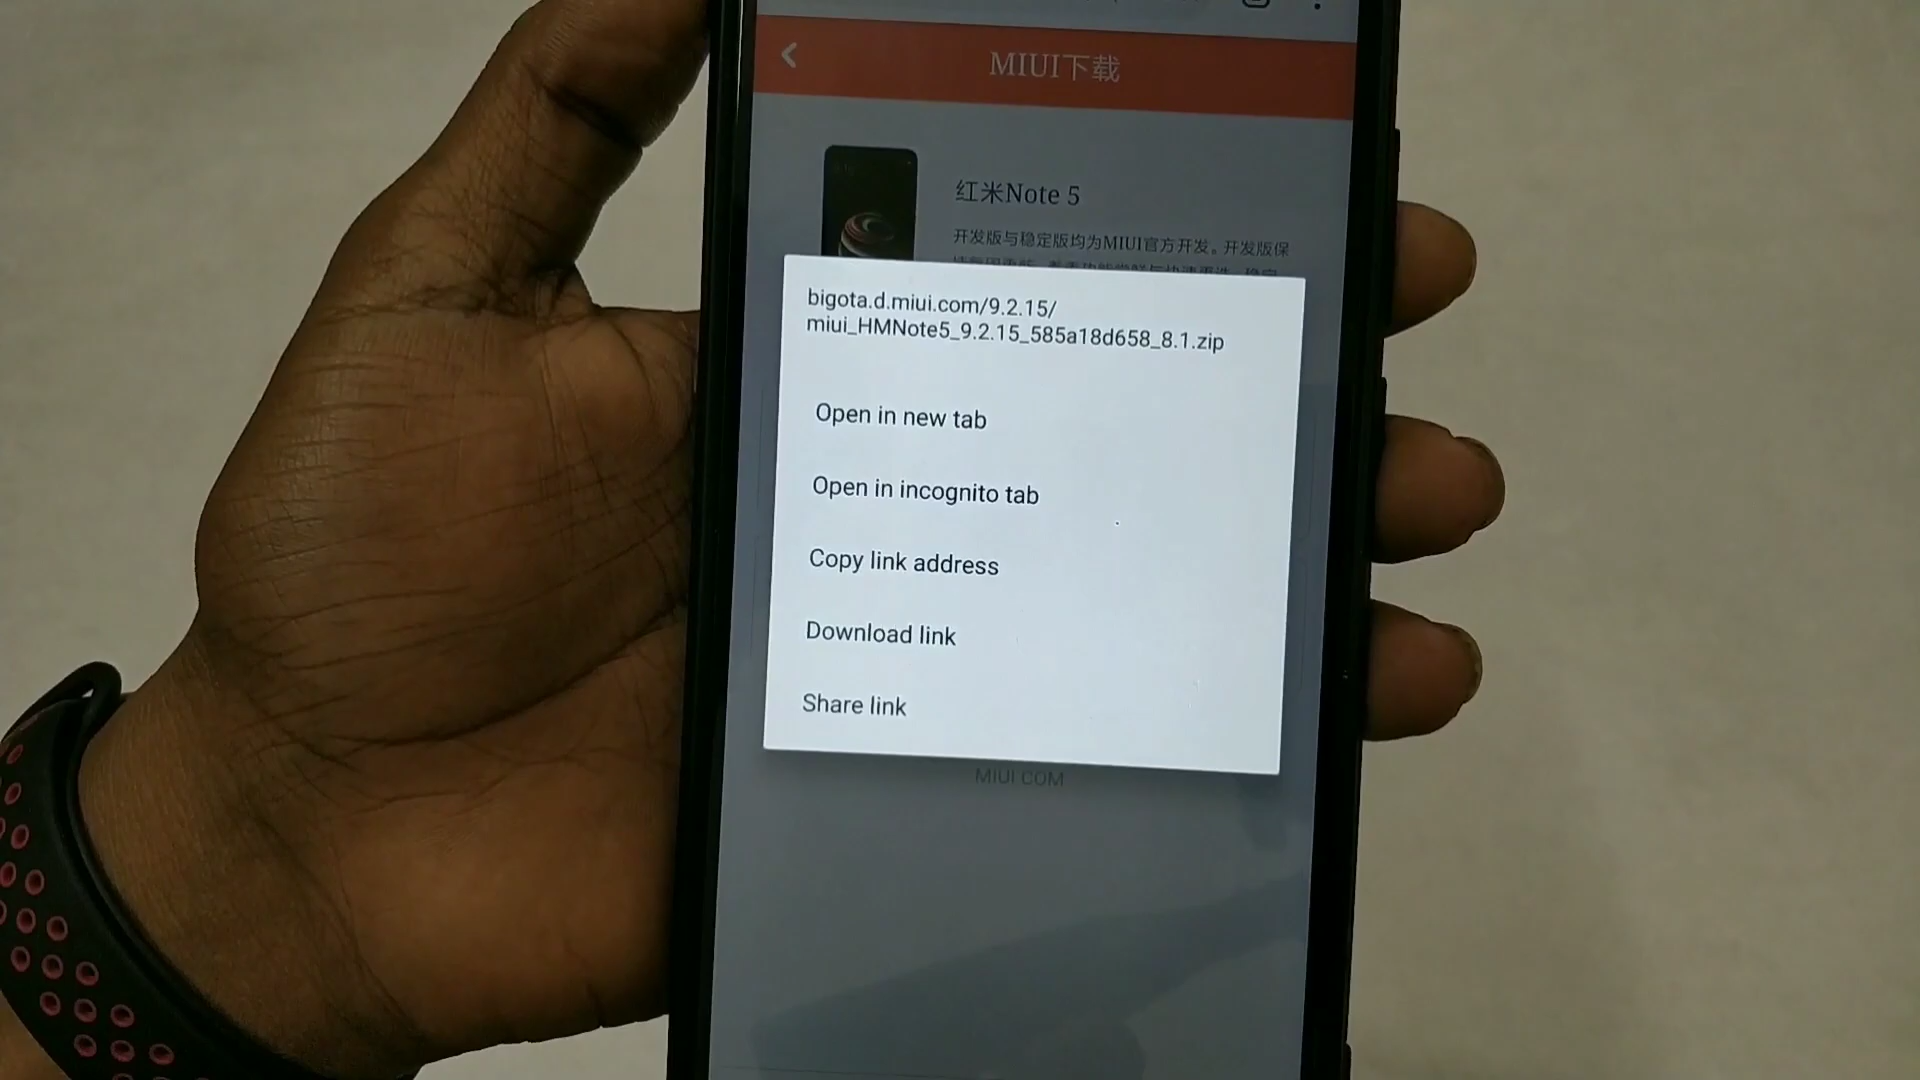 MIUI下载
红米Note 5
开发版与稳定版均为MIUI官方开发。开发版保
bigota.d.miui.com/9.2.15/
miui_HMNote5_9.2.15_585a18d658_8.1.zip
Open in new tab
Open in incognito tab
Copy link address
Download link
Share link
MIUI.COM